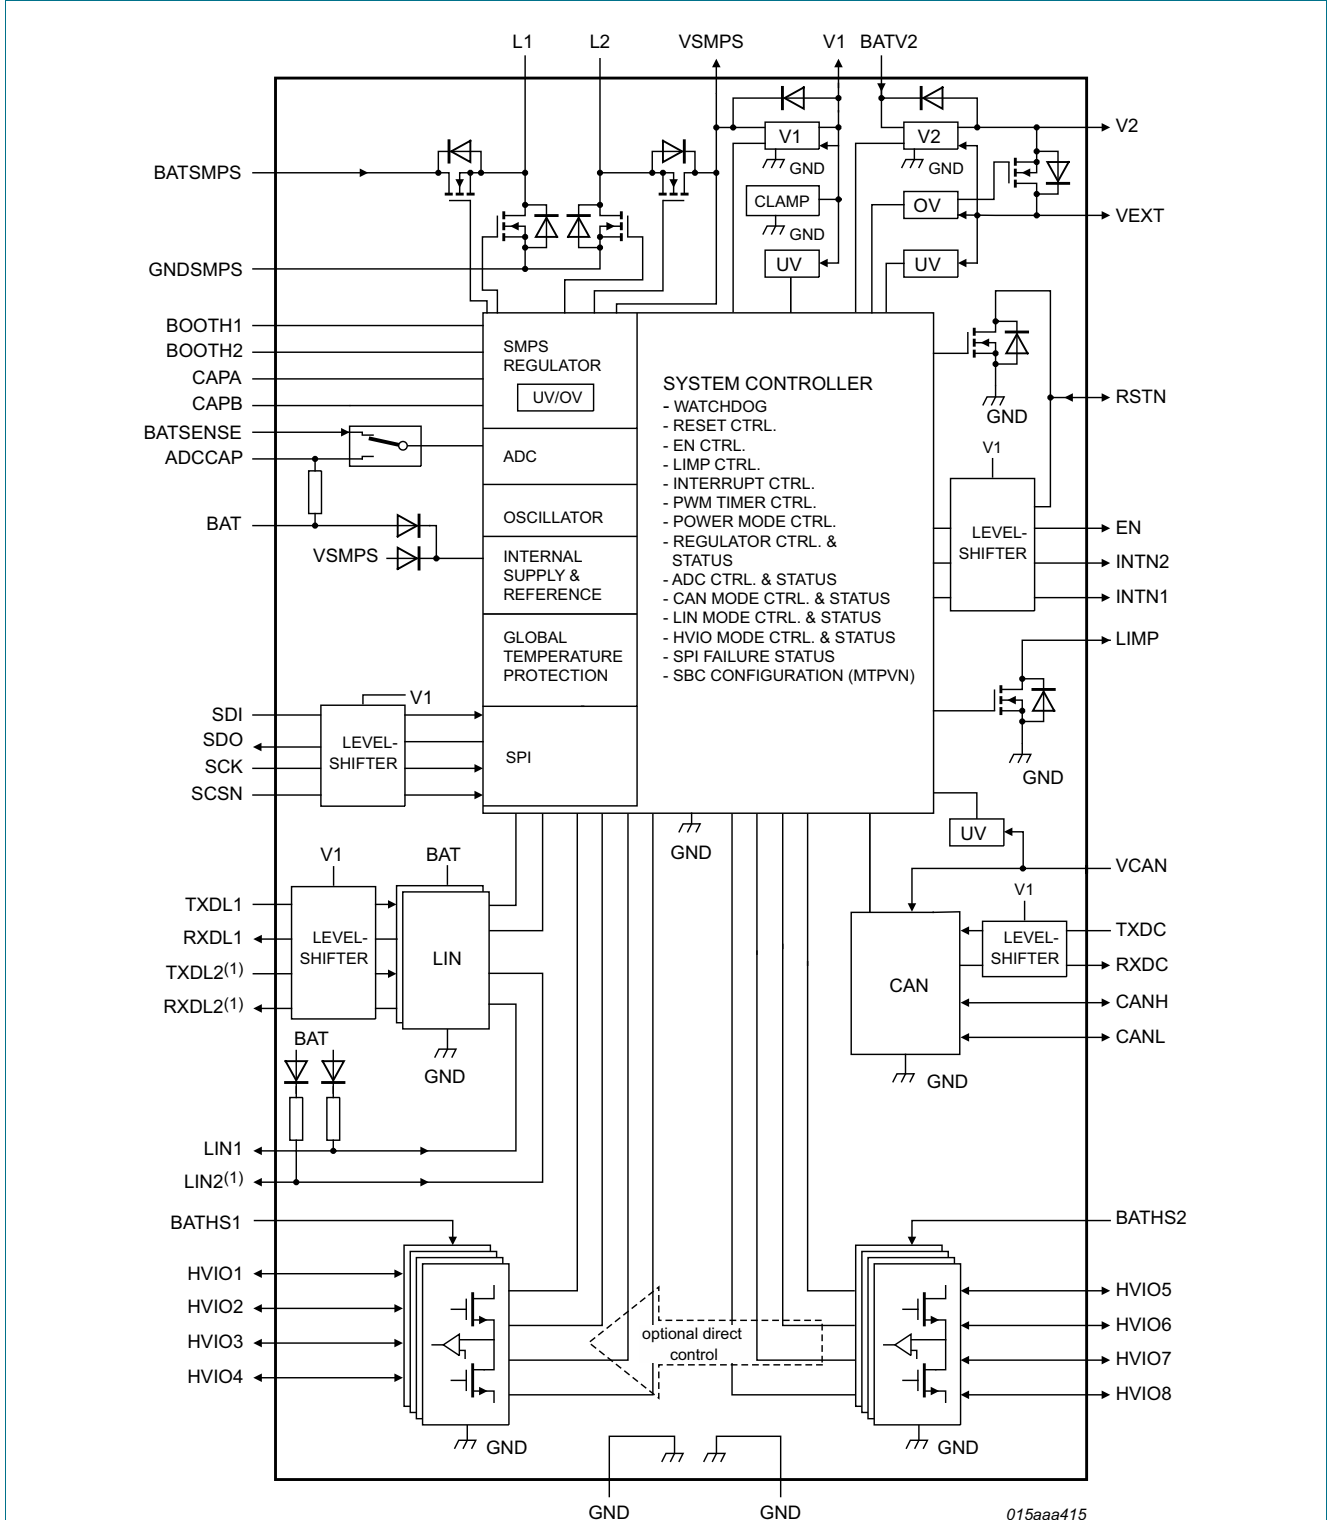 L1
L2
VSMPS
V1
BATV2
V1
GND
V2
GND
V2
BATSMPS
CLAMP
GND
OV
VEXT
GNDSMPS
UV
UV
BOOTH1
BOOTH2
CAPA
CAPB
BATSENSE
ADCCAP
BAT
VSMPS
SMPS
REGULATOR
UV/OV
ADC
OSCILLATOR
INTERNAL
SUPPLY &
REFERENCE
GLOBAL
TEMPERATURE
PROTECTION
SPI
SYSTEM CONTROLLER
- WATCHDOG
- RESET CTRL.
- EN CTRL.
- LIMP CTRL.
- INTERRUPT CTRL.
- PWM TIMER CTRL.
- POWER MODE CTRL.
- REGULATOR CTRL. &
STATUS
- ADC CTRL. & STATUS
- CAN MODE CTRL. & STATUS
- LIN MODE CTRL. & STATUS
- HVIO MODE CTRL. & STATUS
- SPI FAILURE STATUS
- SBC CONFIGURATION (MTPVN)
GND
RSTN
V1
LEVEL-
SHIFTER
EN
INTN2
INTN1
LIMP
GND
V1
SDI
SDO
SCK
SCSN
LEVEL-
SHIFTER
GND
UV
VCAN
V1
BAT
TXDL1
RXDL1
TXDL2(1)
RXDL2(1)
LEVEL-
SHIFTER
LIN
GND
V1
LEVEL-
SHIFTER
TXDC
RXDC
CAN
CANH
CANL
GND
BAT
LIN1
LIN2(1)
BATHS1
BATHS2
HVIO1
HVIO2
HVIO3
HVIO4
optional direct
control
HVIO5
HVIO6
HVIO7
HVIO8
GND
GND
GND
GND
015aaa415